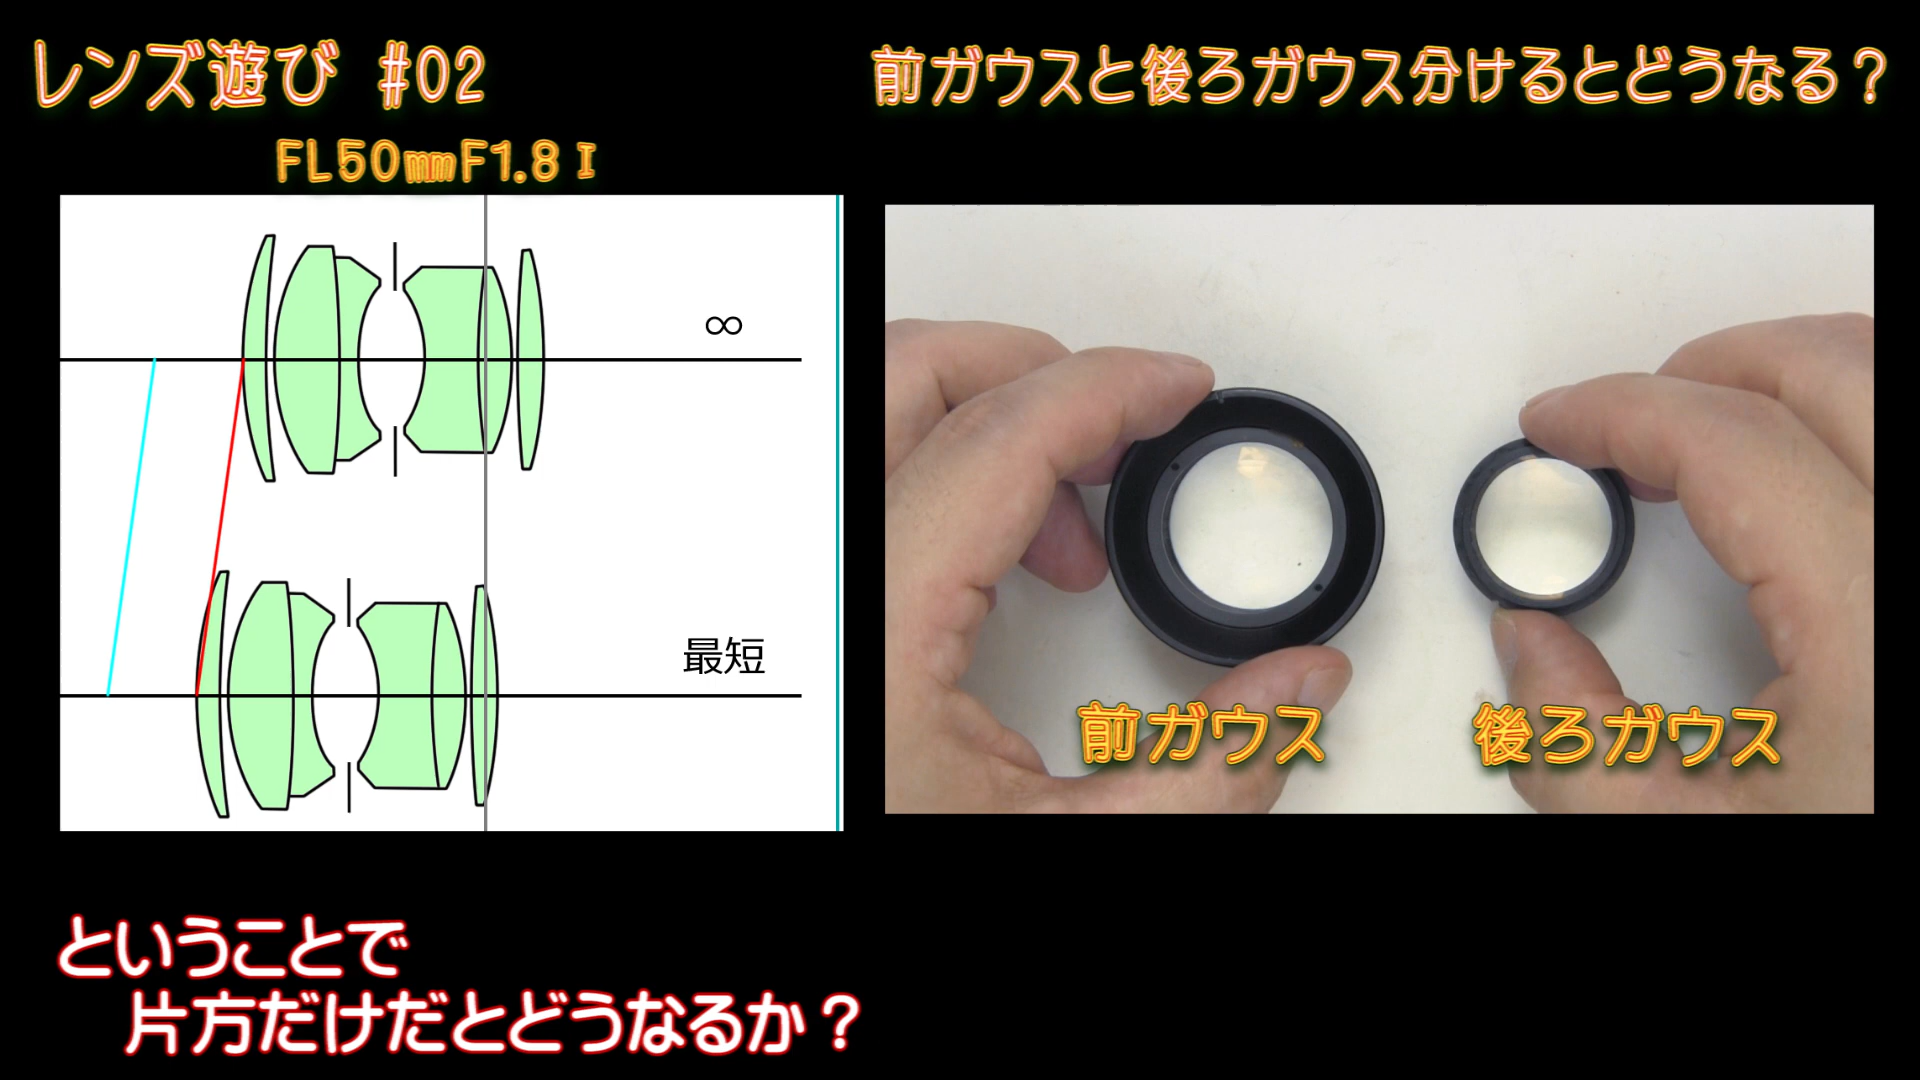 レンズ遊び #02
前ガウスと後ろガウス分けるとどうなる？
FL50㎜F1.8Ⅰ
∞
最短
前ガウス
後ろガウス
ということで
片方だけだとどうなるか？